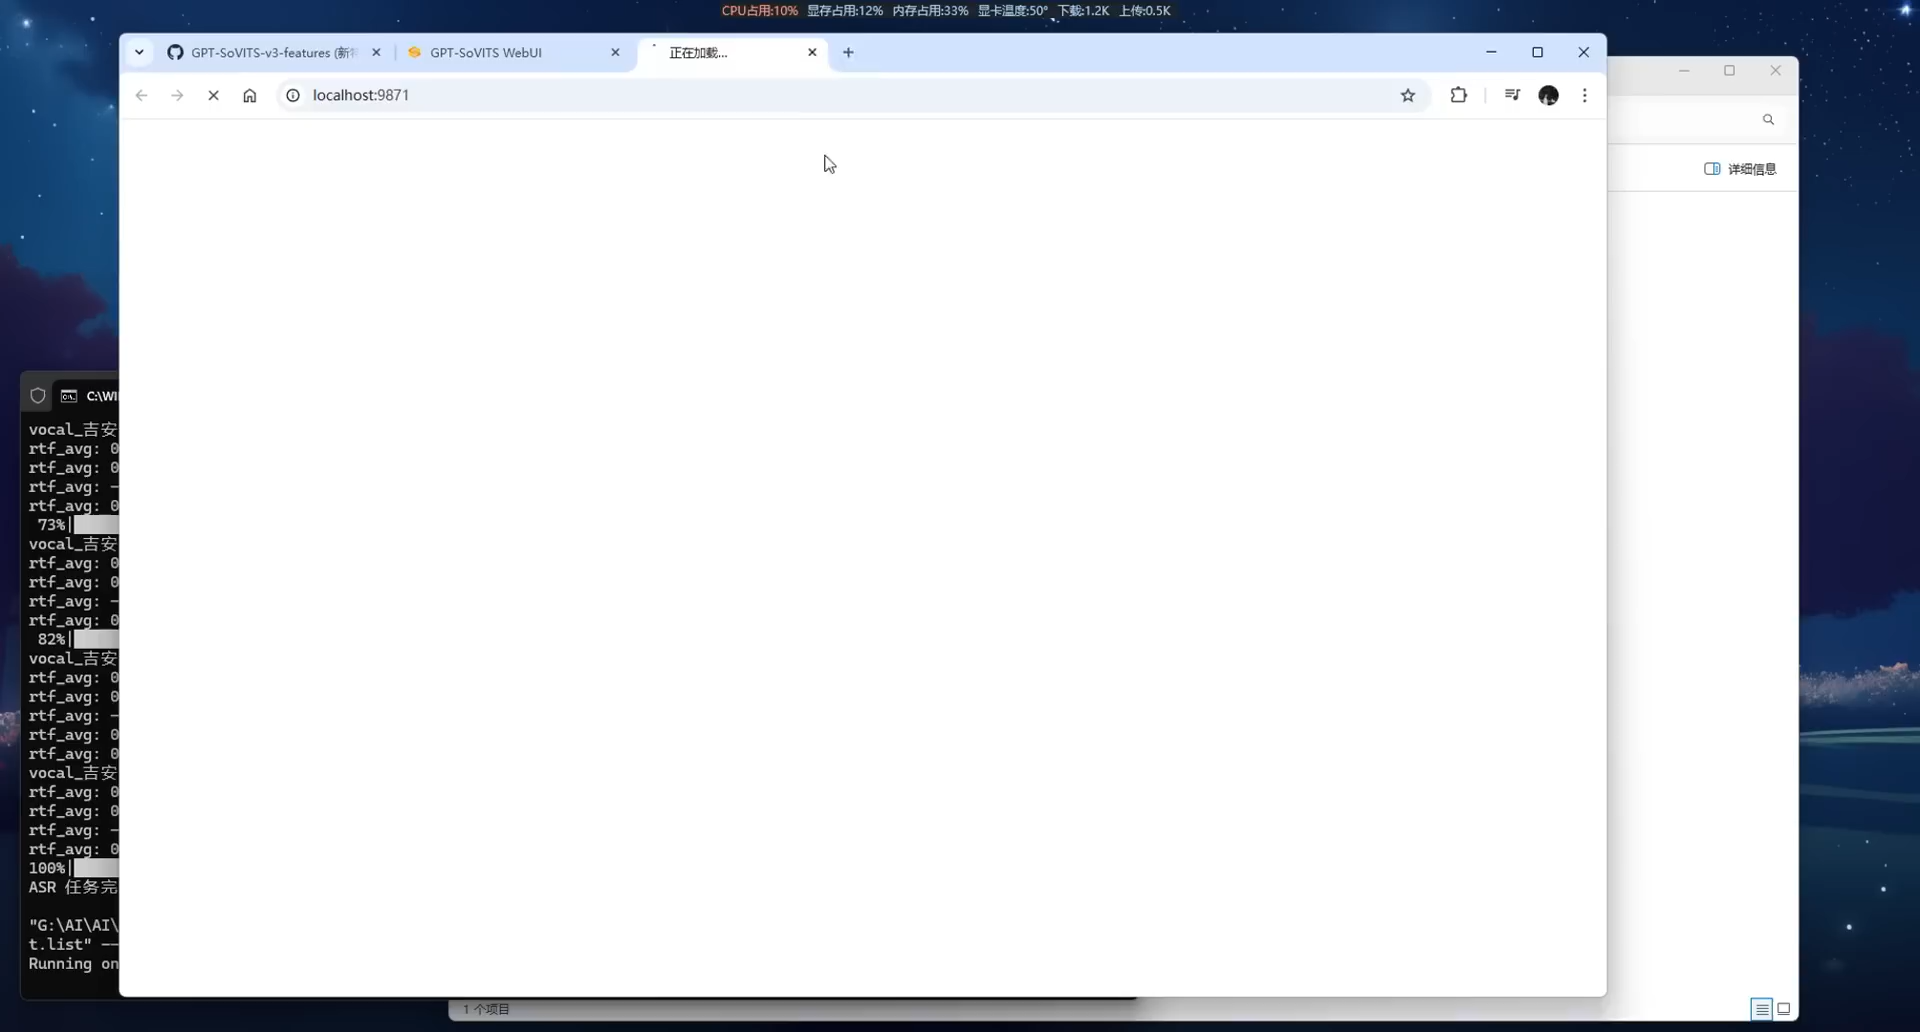 CPU占用:10% 显存占用:12% 内存占用:33% 显卡温度:50° 下载:1.2K 上传:0.5K
GPT-SoVITS-v3-features (新特
GPT-SoVITS WebUI
正在加载...
localhost:9871
详细信息
C:\WI
vocal_吉安
rtf_avg: 0
rtf_avg: 0
rtf_avg: -
rtf_avg: 0
73%|
vocal_吉安
rtf_avg: 0
rtf_avg: 0
rtf_avg: -
rtf_avg: 0
82%|
vocal_吉安
rtf_avg: 0
rtf_avg: 0
rtf_avg: -
rtf_avg: 0
rtf_avg: 0
vocal_吉安
rtf_avg: 0
rtf_avg: 0
rtf_avg: -
rtf_avg: 0
100%|
ASR 任务完
"G:\AI\AI\
t.list" --
Running on
1 个项目